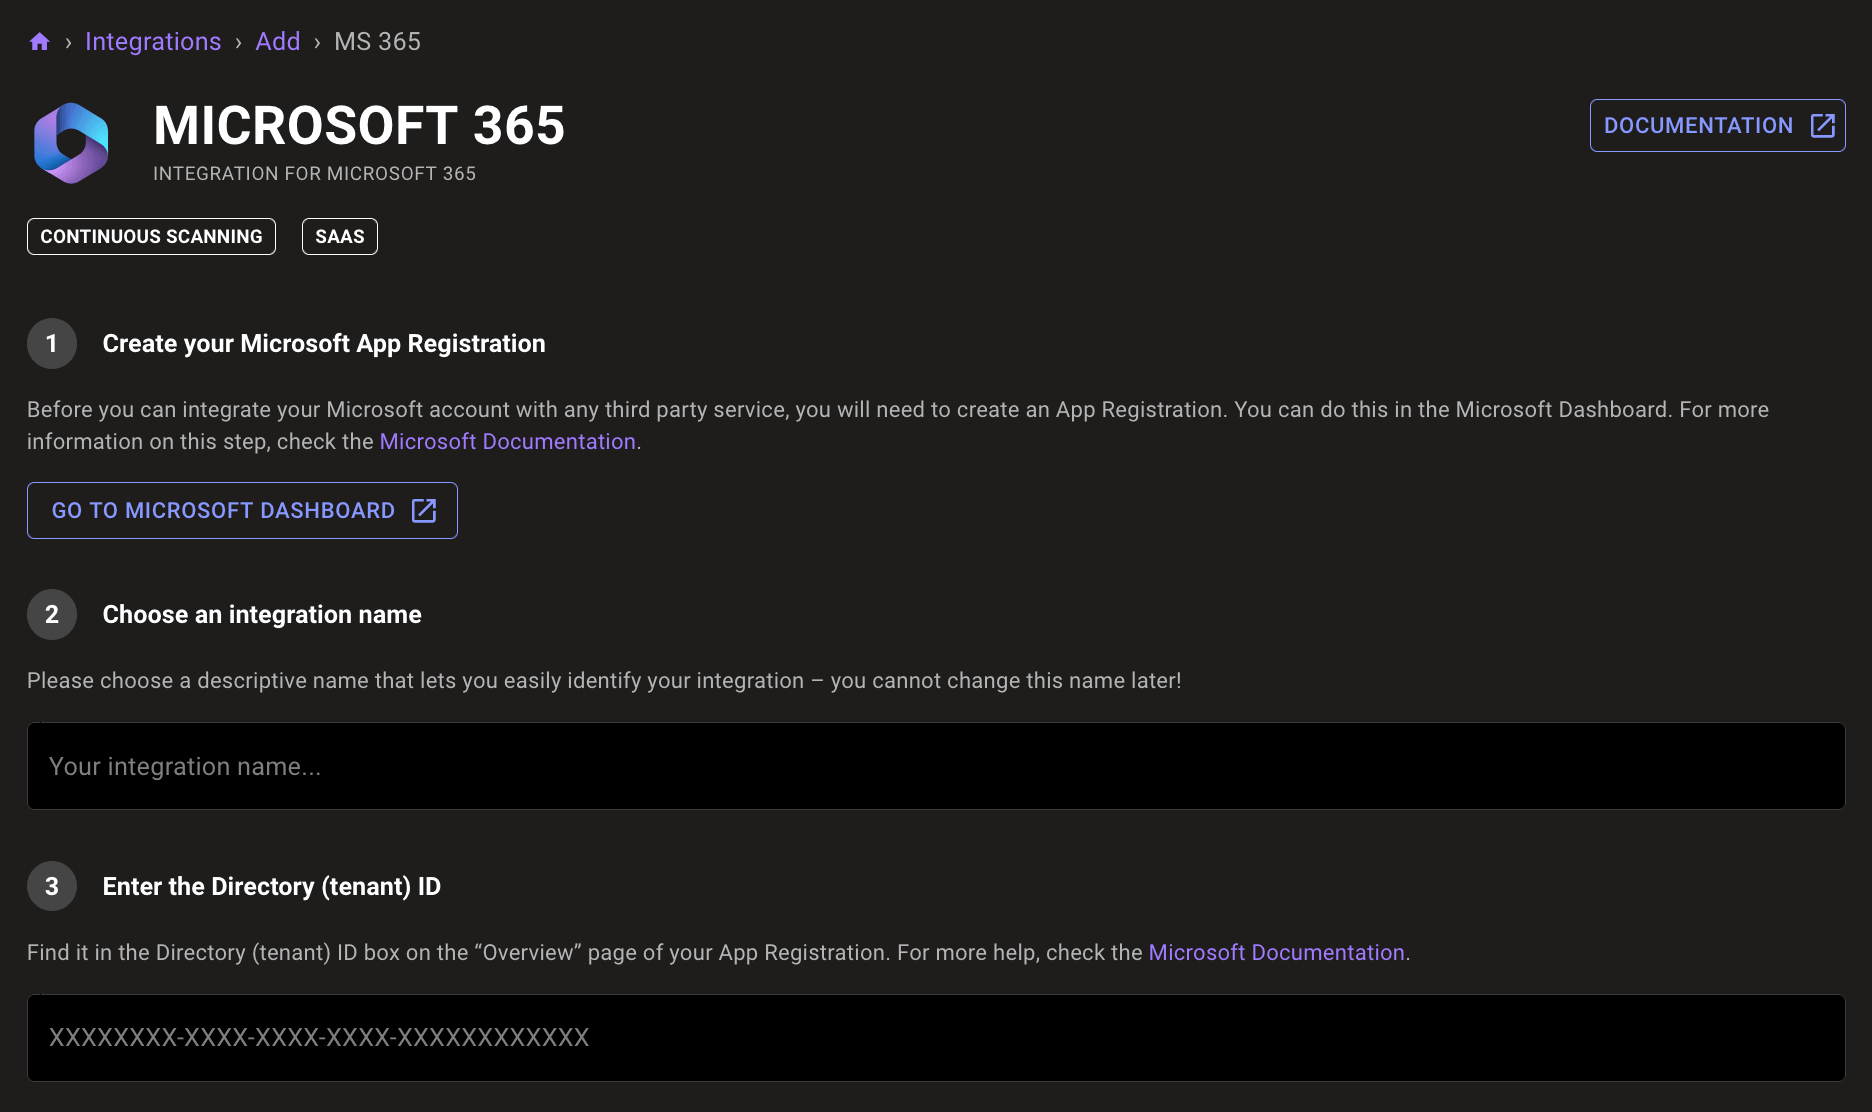 › Integrations › Add › MS 365
MICROSOFT 365
DOCUMENTATION
INTEGRATION FOR MICROSOFT 365
CONTINUOUS SCANNING SAAS
1 Create your Microsoft App Registration
Before you can integrate your Microsoft account with any third party service, you will need to create an App Registration. You can do this in the Microsoft Dashboard. For more
information on this step, check the Microsoft Documentation.
GO TO MICROSOFT DASHBOARD
2 Choose an integration name
Please choose a descriptive name that lets you easily identify your integration – you cannot change this name later!
Your integration name...
3 Enter the Directory (tenant) ID
Find it in the Directory (tenant) ID box on the “Overview” page of your App Registration. For more help, check the Microsoft Documentation.
XXXXXXXX-XXXX-XXXX-XXXX-XXXXXXXXXXXX